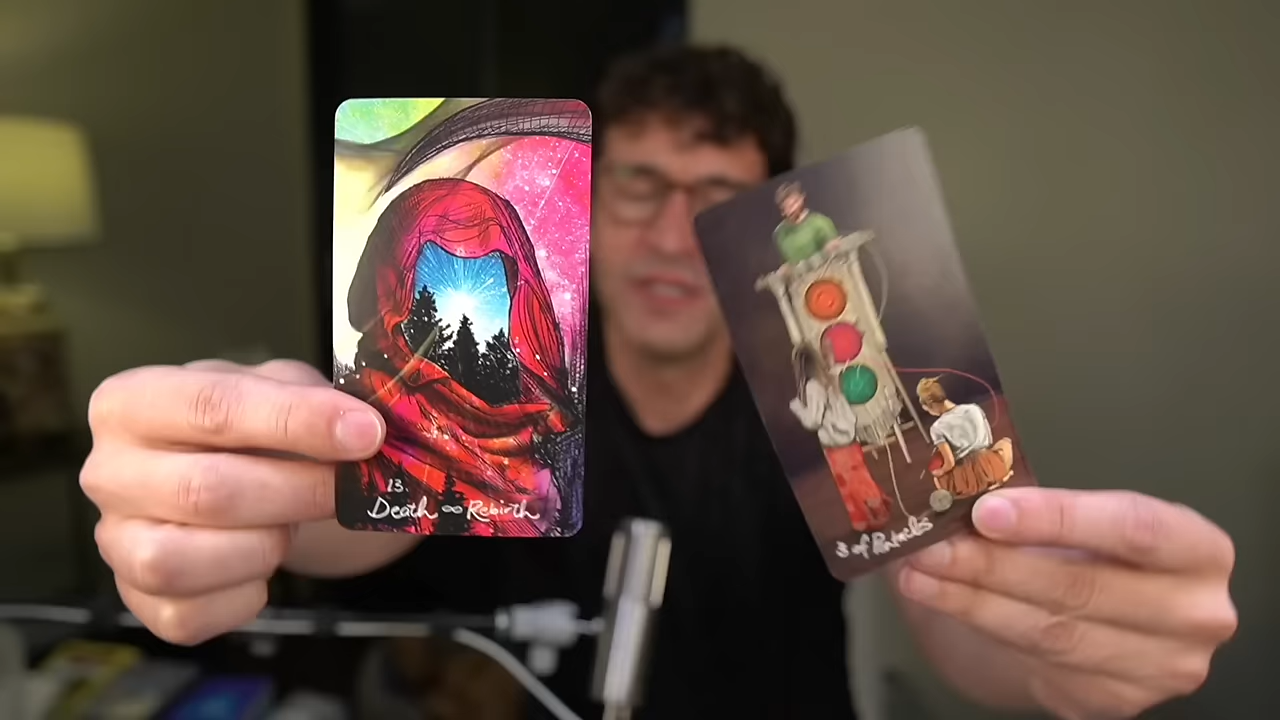 13.
Death ∞ Rebirth
3 of Pentacles